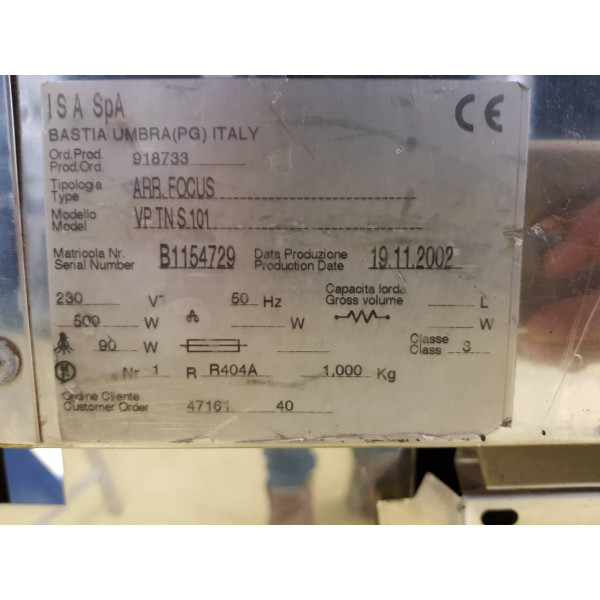 ISA SpA
CE
BASTIA UMBRA(PG) ITALY
Ord.Prod.
Prod.Ord. 918733
Tipologia
Type ARR. FOCUS
Modello
Model VP TN S 101
Matricola Nr.
Serial Number B1154729 Data Produzione
Production Date 19.11.2002
230 V~ 50 Hz Capacita lorda
Gross volume L
500 W W W
90 W Classe
Class 3
Nr 1 R R404A 1,000 Kg
Ordine Cliente
Customer Order 47161 40